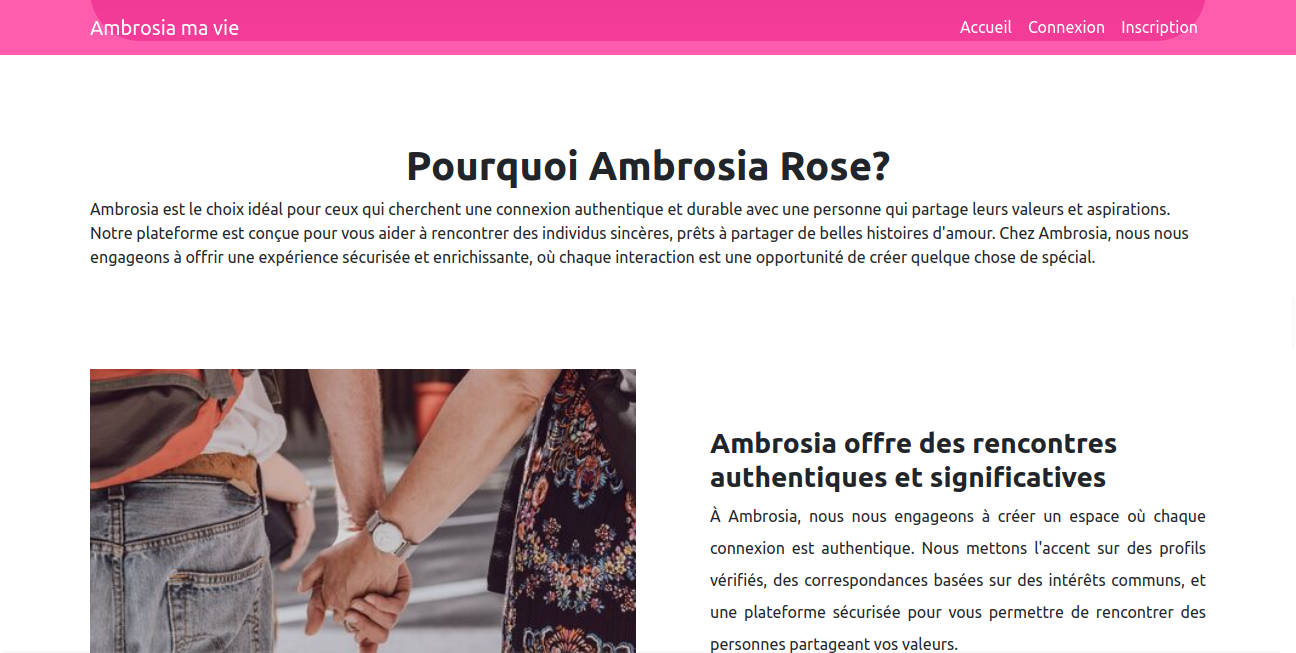 Ambrosia ma vie
Accueil Connexion Inscription
Pourquoi Ambrosia Rose?
Ambrosia est le choix idéal pour ceux qui cherchent une connexion authentique et durable avec une personne qui partage leurs valeurs et aspirations.
Notre plateforme est conçue pour vous aider à rencontrer des individus sincères, prêts à partager de belles histoires d'amour. Chez Ambrosia, nous nous
engageons à offrir une expérience sécurisée et enrichissante, où chaque interaction est une opportunité de créer quelque chose de spécial.
Ambrosia offre des rencontres
authentiques et significatives
À Ambrosia, nous nous engageons à créer un espace où chaque
connexion est authentique. Nous mettons l'accent sur des profils
vérifiés, des correspondances basées sur des intérêts communs, et
une plateforme sécurisée pour vous permettre de rencontrer des
personnes partageant vos valeurs.